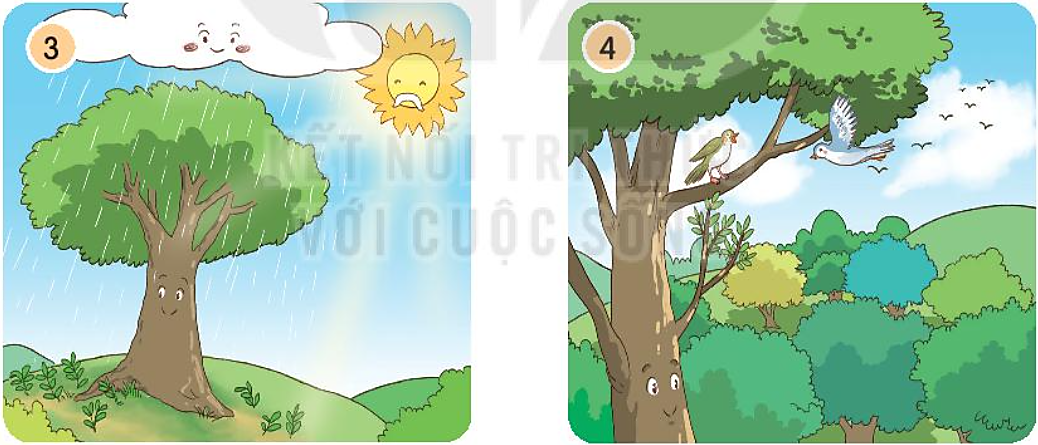 3
4
KẾT NỐI TRI THỨC
VỚI CUỘC SỐNG